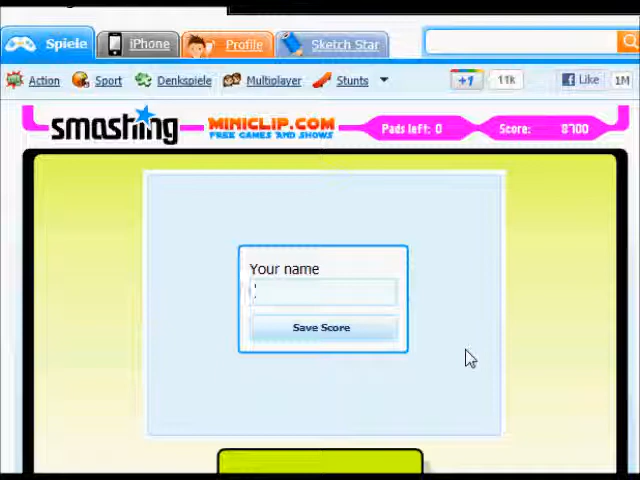 Spiele iPhone Profile Sketch Star
Action Sport Denkspiele Multiplayer Stunts +1 11k Like 1M
smashing MINICLIP.COM Pads left: 0 Score: 8700
FREE GAMES AND SHOWS
Your name
Save Score